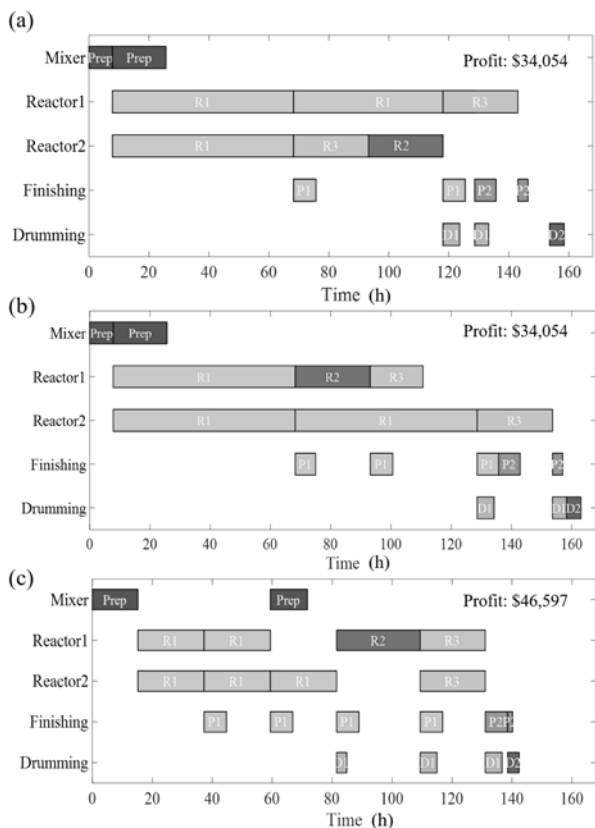 (a)
Mixer Prep Prep Profit: $34,054
Reactor1 R1 R1 R3
Reactor2 R1 R3 R2
Finishing P1 P1 P2 P2
Drumming D1 D1 D2
0 20 40 60 80 100 120 140 160
Time (h)
(b)
Mixer Prep Prep Profit: $34,054
Reactor1 R1 R2 R3
Reactor2 R1 R1 R3
Finishing P1 P1 P1 P2 P2
Drumming D1 D1 D2
0 20 40 60 80 100 120 140 160
Time (h)
(c)
Mixer Prep Prep Profit: $46,597
Reactor1 R1 R1 R2 R3
Reactor2 R1 R1 R1 R3
Finishing P1 P1 P1 P1 P2 P2
Drumming D1 D1 D1 D2
0 20 40 60 80 100 120 140 160
Time (h)